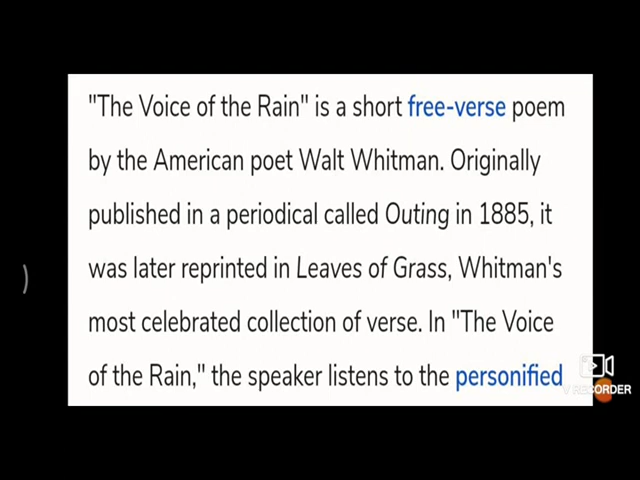 "The Voice of the Rain" is a short free-verse poem
by the American poet Walt Whitman. Originally
published in a periodical called Outing in 1885, it
was later reprinted in Leaves of Grass, Whitman's
most celebrated collection of verse. In "The Voice
of the Rain," the speaker listens to the personified
V RECORDER